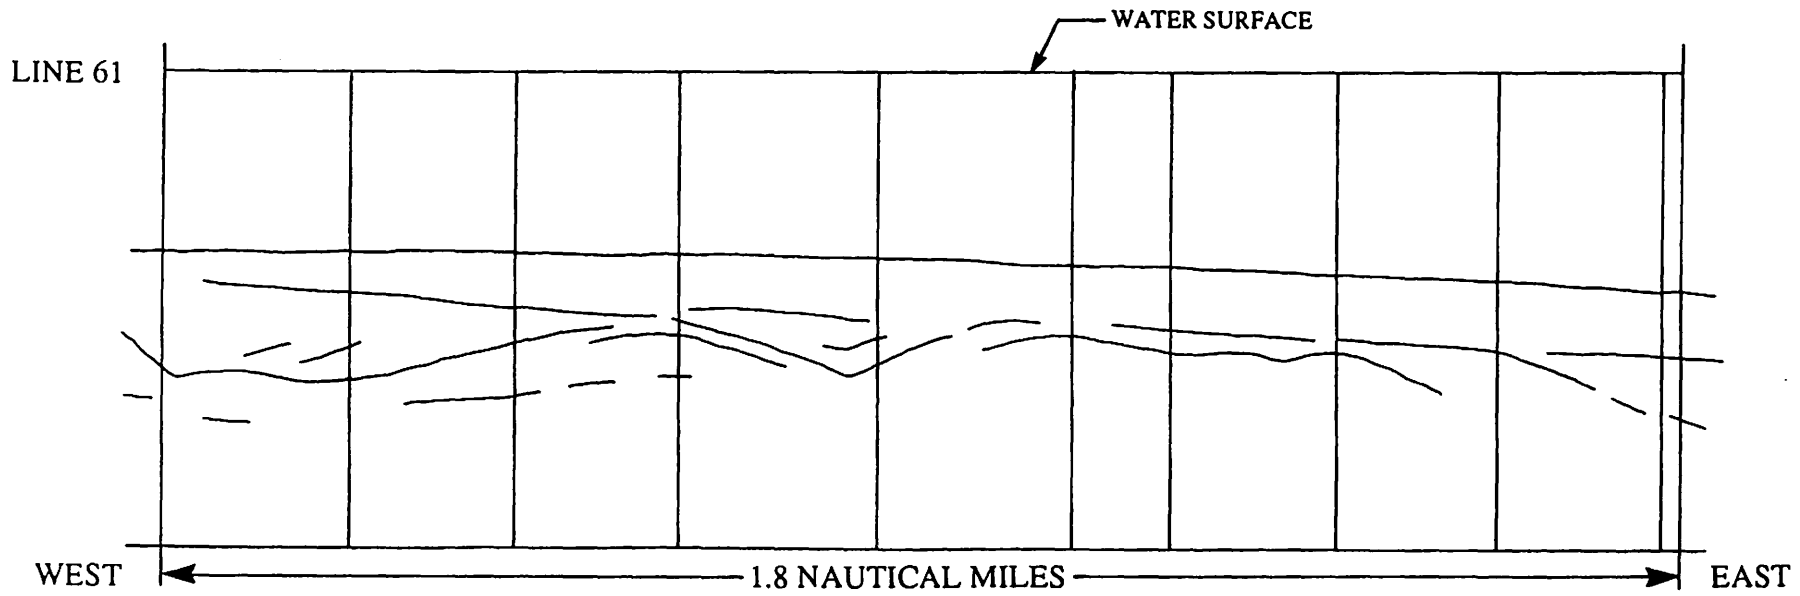 WATER SURFACE
LINE 61
WEST
1.8 NAUTICAL MILES
EAST